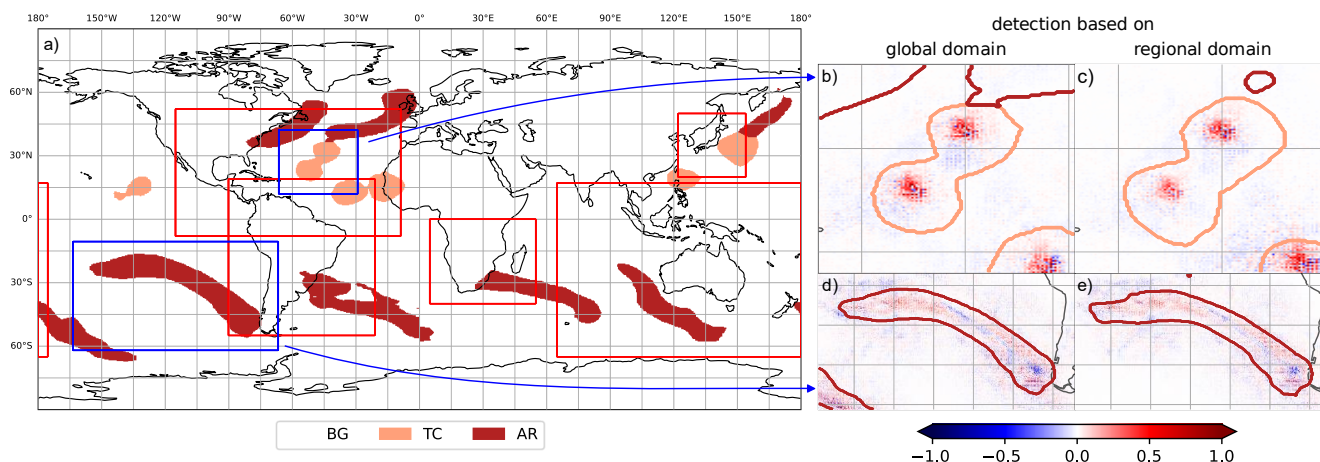 detection based on
global domain
regional domain
180° 150°W 120°W 90°W 60°W 30°W 0° 30°E 60°E 90°E 120°E 150°E 180°
a)
b)
c)
60°N
30°N
0°
30°S
60°S
d)
e)
BG TC AR
−1.0 −0.5 0.0 0.5 1.0